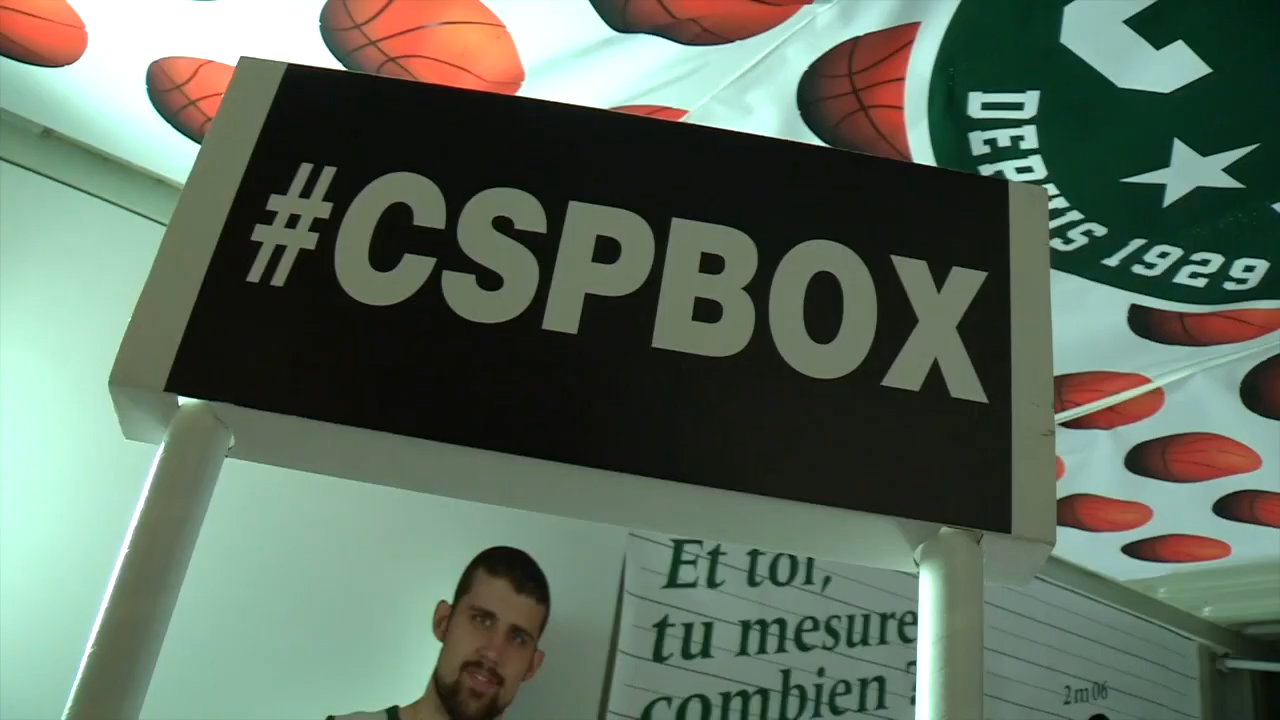 #CSPBOX
DEPUIS 1929
Et toi,
tu mesure
combien ?
2m06